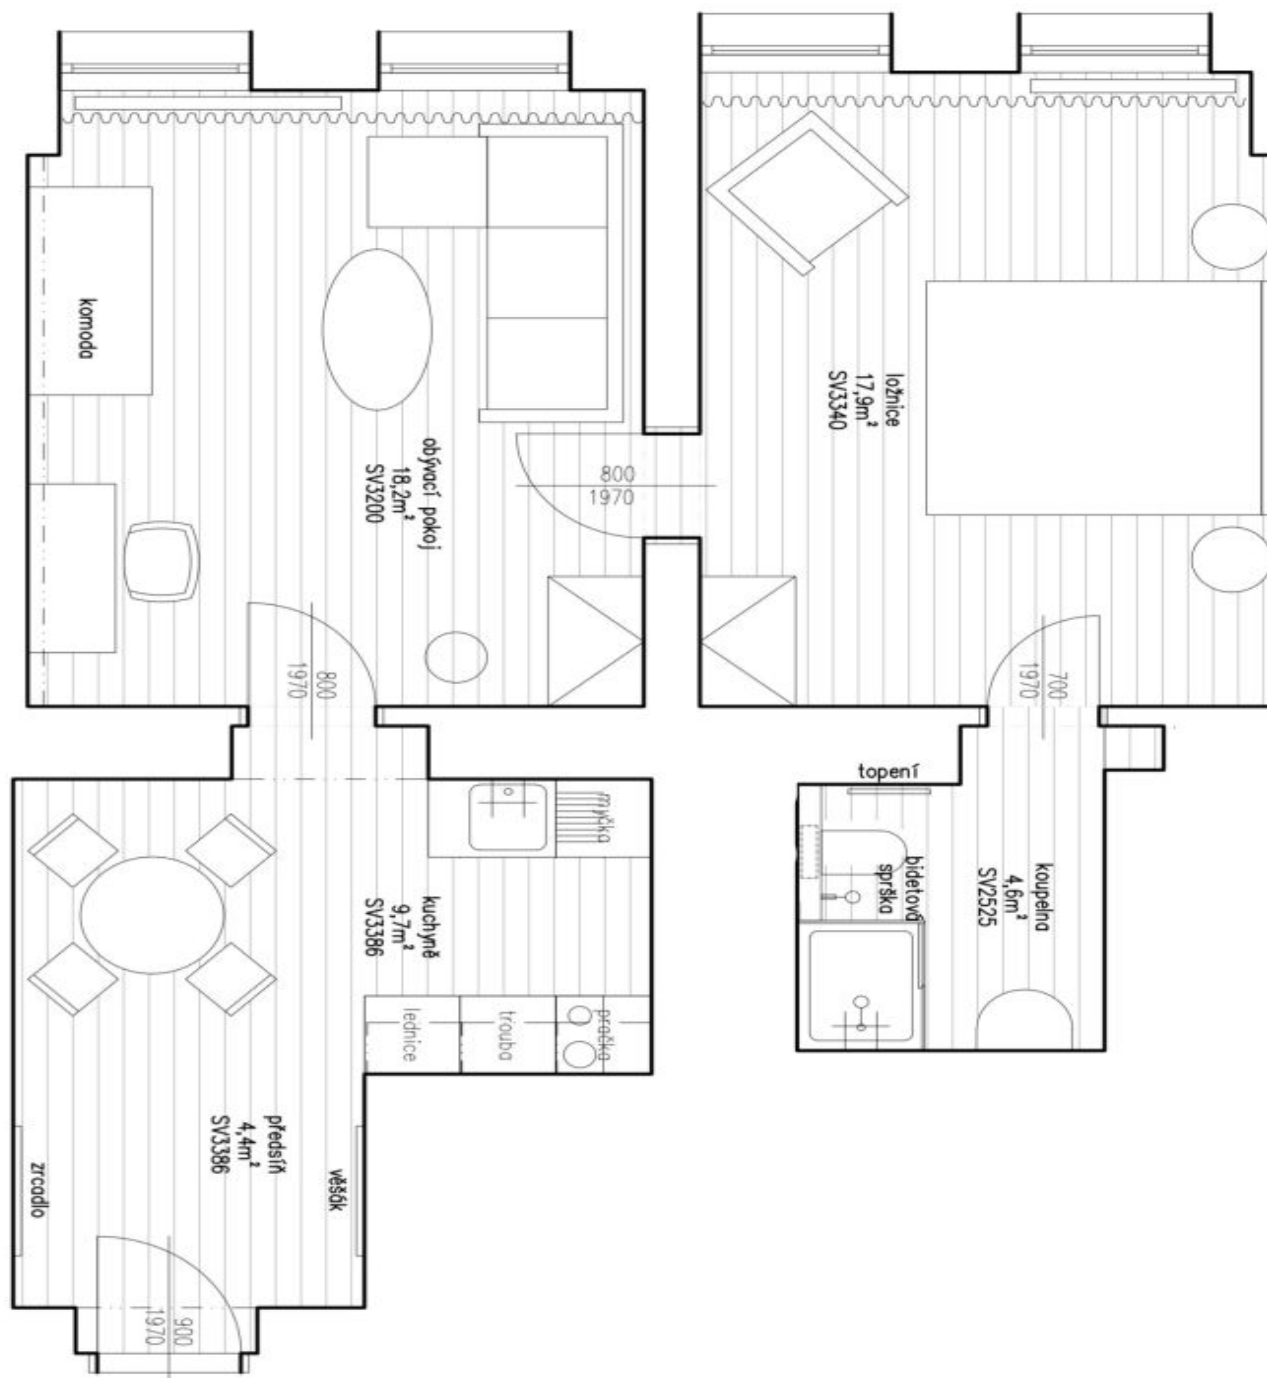 komoda
obývací pokoj
18,2m²
SV3200
ložnice
17,9m²
SV3340
800
1970
800
1970
700
1970
topení
myčka
bidetová
sprška
koupelna
4,6m²
SV2525
kuchyně
9,7m²
SV3386
lednice
trouba
pračka
předsíň
4,4m²
SV3386
věšák
zrcadlo
900
1970